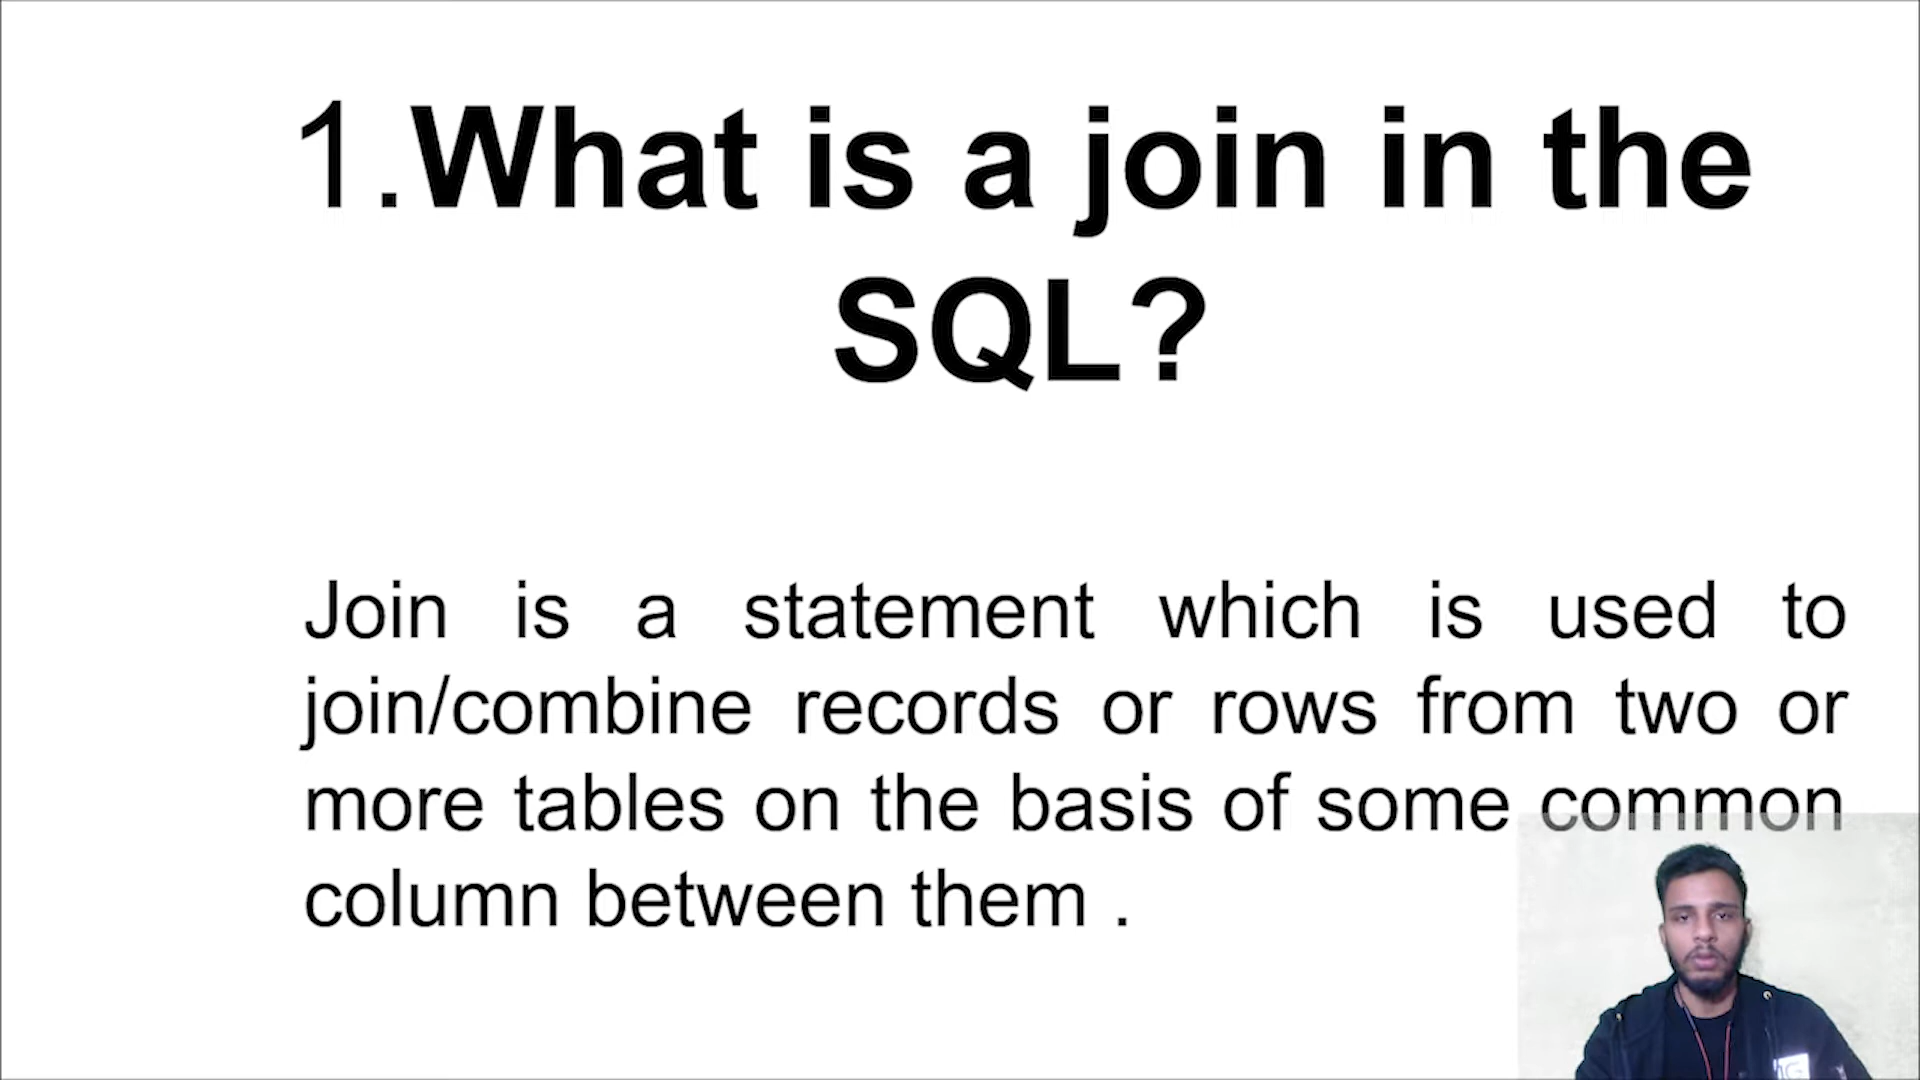 1.What is a join in the
SQL?
Join is a statement which is used to
join/combine records or rows from two or
more tables on the basis of some common
column between them .